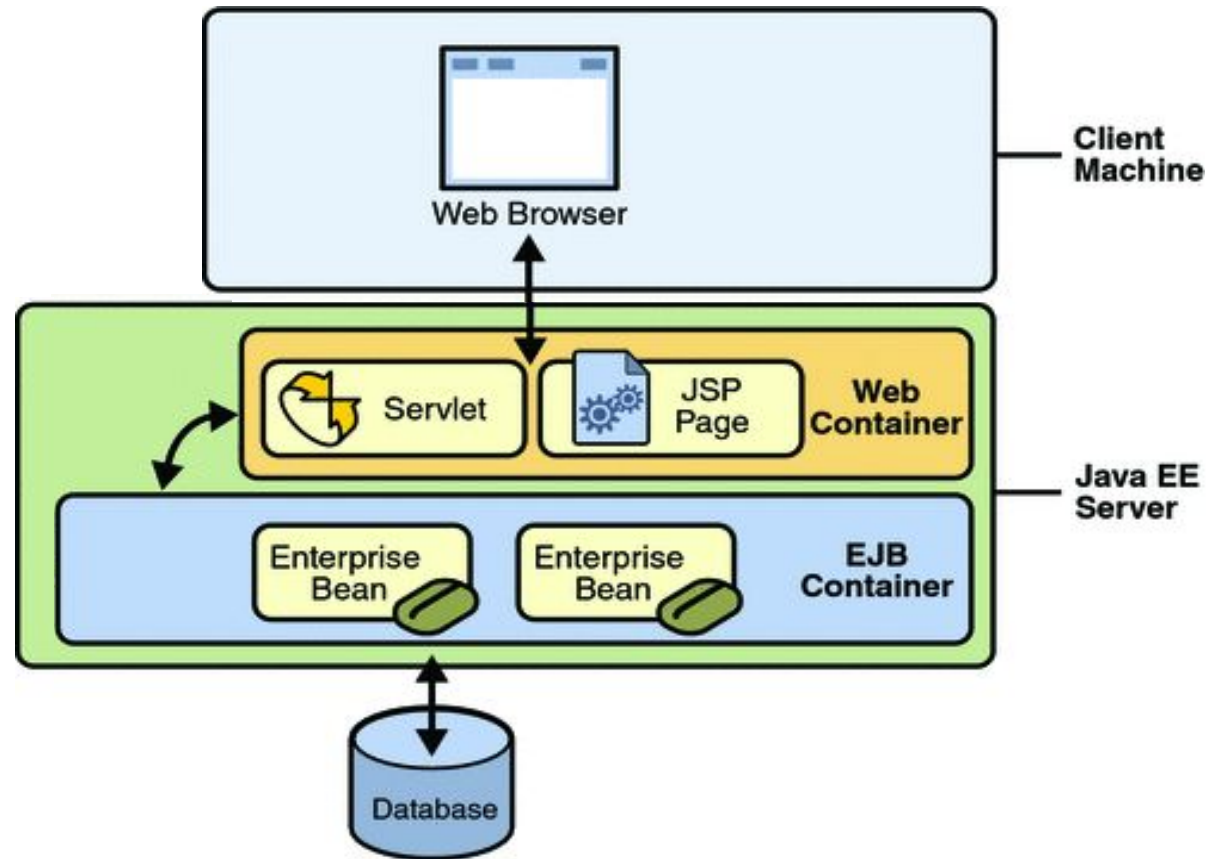 Web Browser
Client
Machine
Servlet
JSP
Page
Web
Container
Java EE
Server
Enterprise
Bean
Enterprise
Bean
EJB
Container
Database